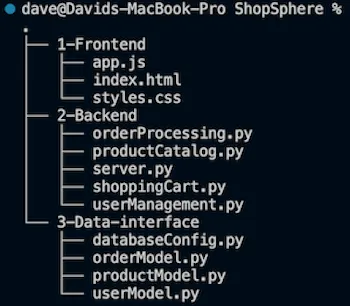 dave@Davids-MacBook-Pro ShopSphere %
.
├── 1-Frontend
│   ├── app.js
│   ├── index.html
│   └── styles.css
├── 2-Backend
│   ├── orderProcessing.py
│   ├── productCatalog.py
│   ├── server.py
│   ├── shoppingCart.py
│   └── userManagement.py
└── 3-Data-interface
    ├── databaseConfig.py
    ├── orderModel.py
    ├── productModel.py
    └── userModel.py